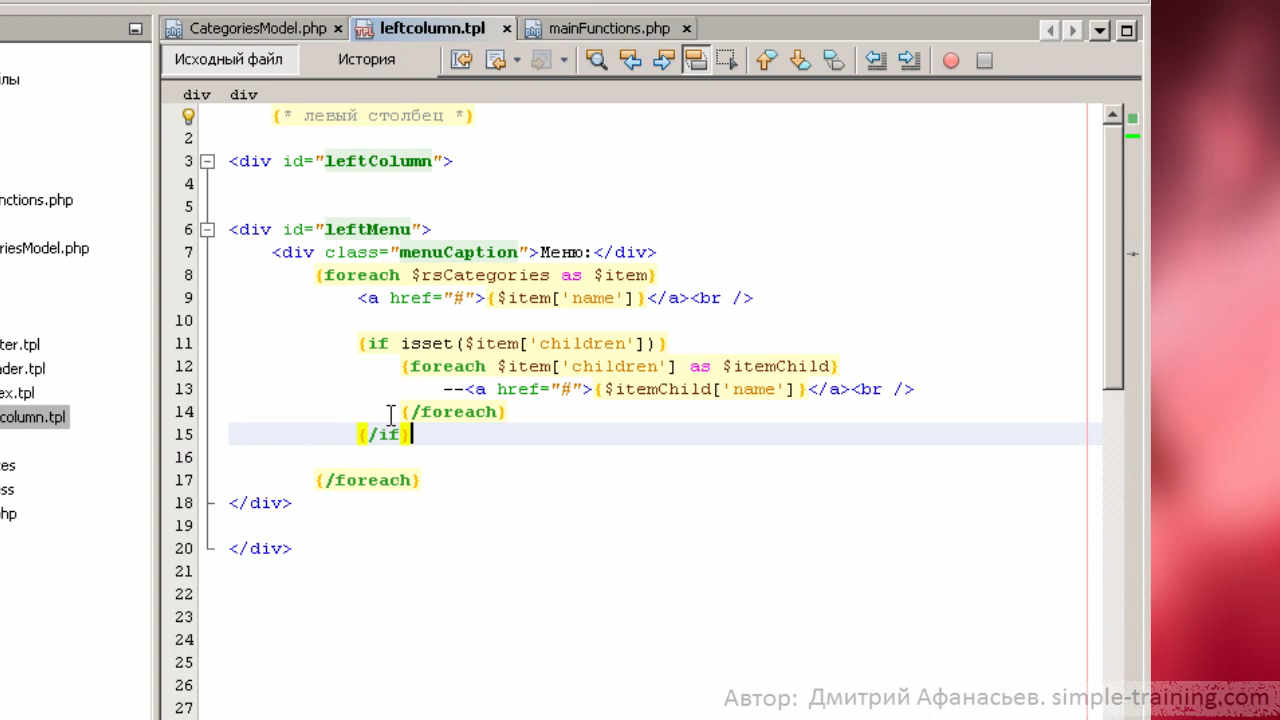 CategoriesModel.php
leftcolumn.tpl
mainFunctions.php
Исходный файл
История
div div
{* левый столбец *}
2
3 <div id="leftColumn">
4
5
6 <div id="leftMenu">
7 <div class="menuCaption">Меню:</div>
8 {foreach $rsCategories as $item}
9 <a href="#">{$item['name']}</a><br />
10
11 {if isset($item['children'])}
12 {foreach $item['children'] as $itemChild}
13 --<a href="#">{$itemChild['name']}</a><br />
14 {/foreach}
15 {/if}
16
17 {/foreach}
18 </div>
19
20 </div>
21
22
23
24
25
26
27
лы
nctions.php
riesModel.php
ter.tpl
ader.tpl
ex.tpl
column.tpl
es
ss
hp
Автор: Дмитрий Афанасьев. simple-training.com